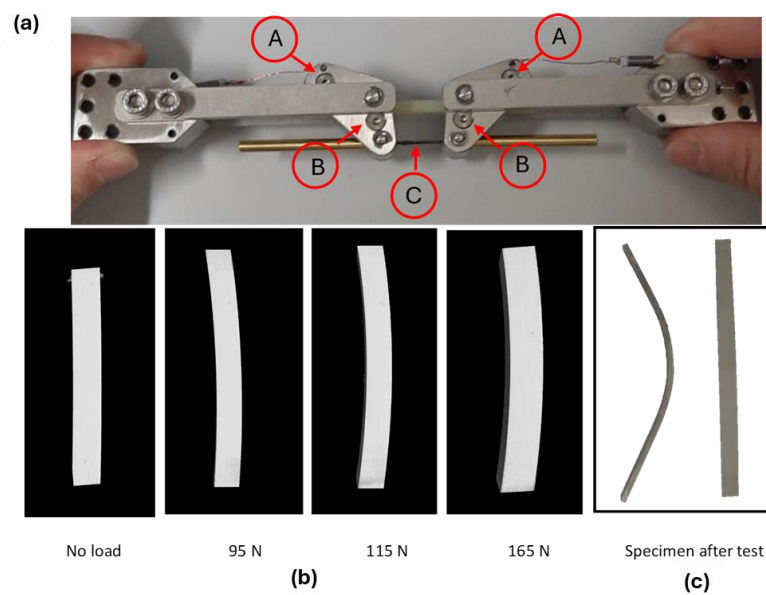 (a)
A
A
B
B
C
No load
95 N
115 N
165 N
Specimen after test
(b)
(c)